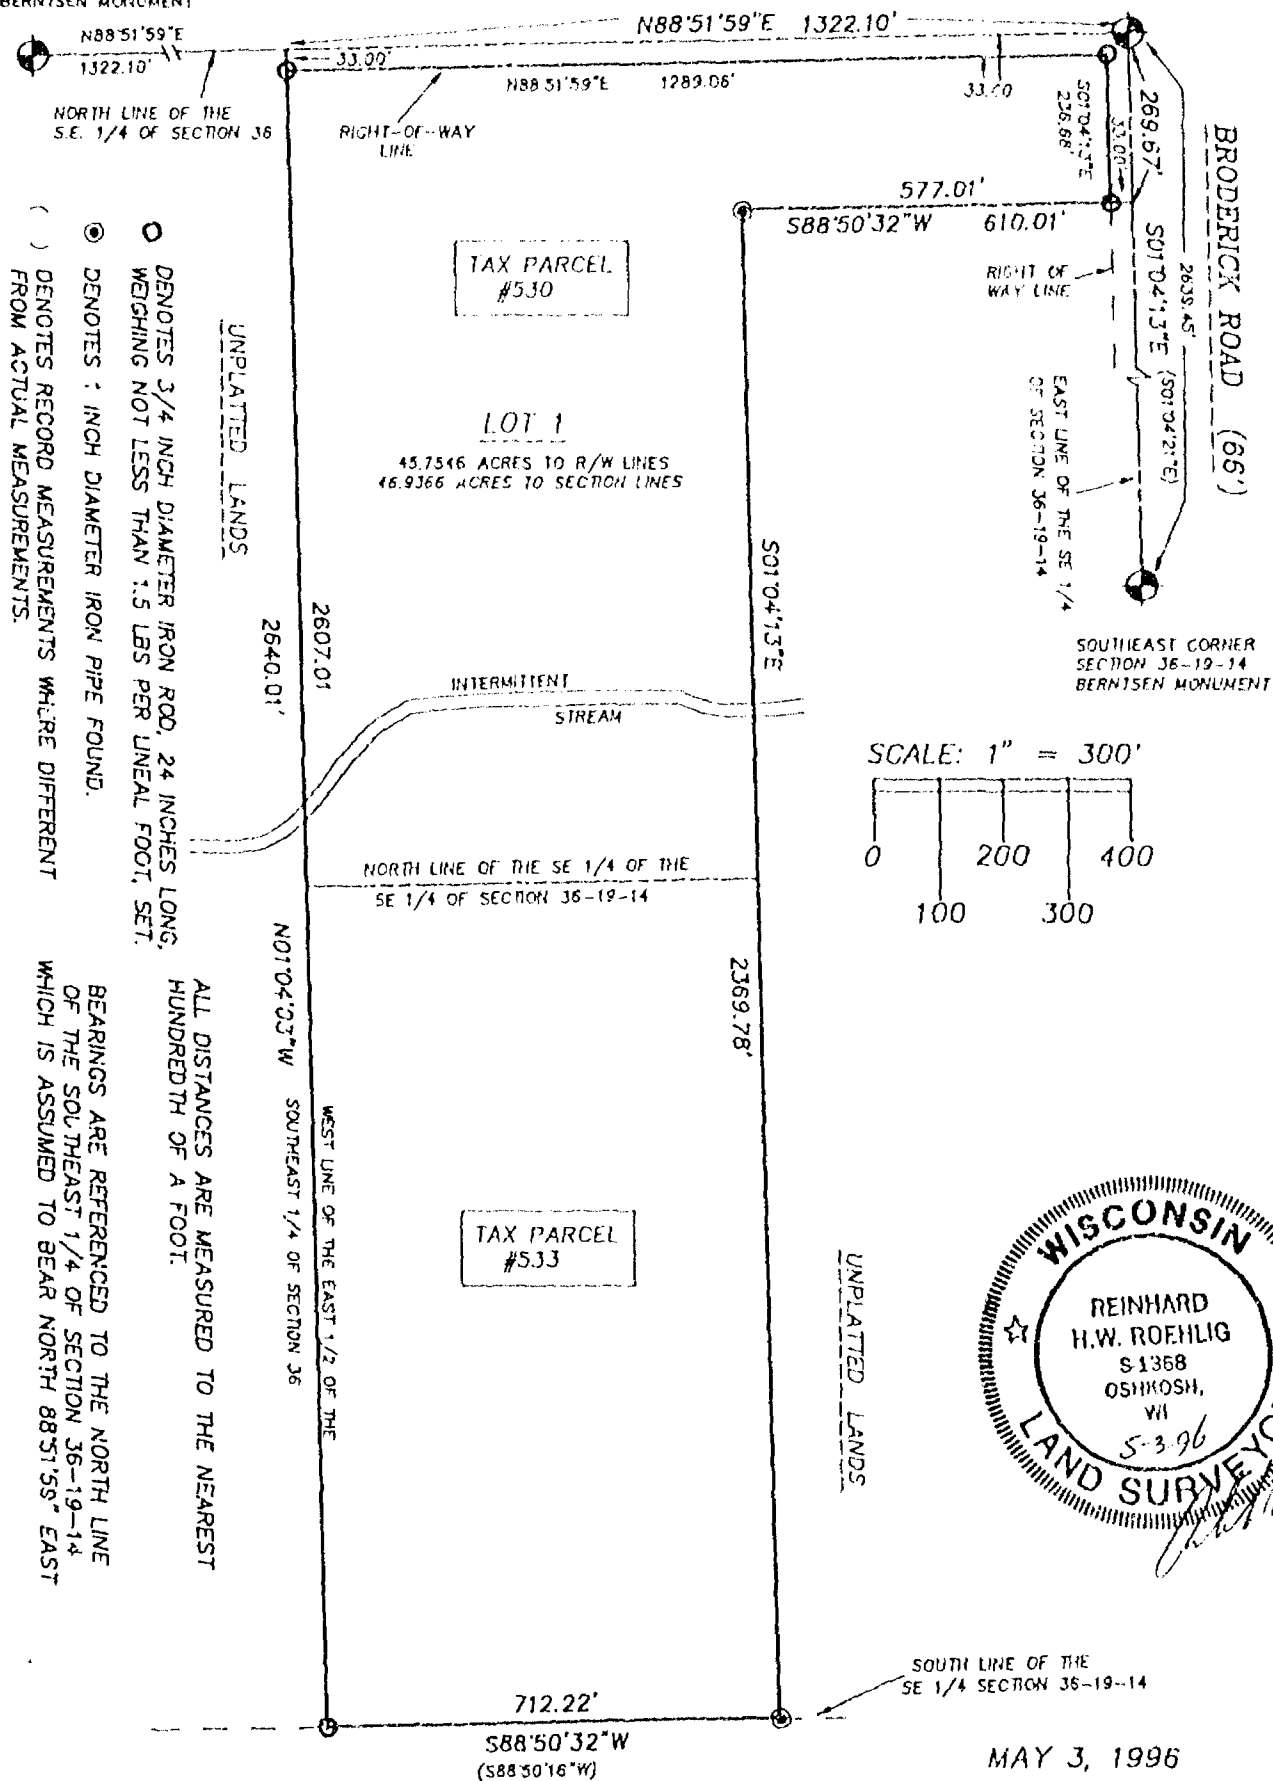 BERNTSEN MONUMENT
N88°51'59"E
1322.10'
N88°51'59"E 1322.10'
33.00'
N88°51'59"E 1289.06'
NORTH LINE OF THE
S.E. 1/4 OF SECTION 36
RIGHT-OF-WAY
LINE
S01°04'13"E
33.00'
269.67'
BRODERICK ROAD (66')
577.01'
S88°50'32"W 610.01'
RIGHT OF
WAY LINE
S01°04'13"E (S01°04'21"E)
2639.45'
EAST LINE OF THE SE 1/4
OF SECTION 36-19-14
SOUTHEAST CORNER
SECTION 36-19-14
BERNTSEN MONUMENT
TAX PARCEL
#530
LOT 1
45.7546 ACRES TO R/W LINES
46.9366 ACRES TO SECTION LINES
UNPLATTED LANDS
DENOTES 3/4 INCH DIAMETER IRON ROD, 24 INCHES LONG,
WEIGHING NOT LESS THAN 1.5 LBS PER LINEAL FOOT, SET.
DENOTES 1 INCH DIAMETER IRON PIPE FOUND.
( ) DENOTES RECORD MEASUREMENTS WHERE DIFFERENT
FROM ACTUAL MEASUREMENTS.
2607.01
2640.01'
S01°04'13"E
INTERMITTENT
STREAM
SCALE: 1" = 300'
0 200 400
100 300
NORTH LINE OF THE SE 1/4 OF THE
SE 1/4 OF SECTION 36-19-14
N01°04'03"W
2369.78'
WEST LINE OF THE EAST 1/2 OF THE
SOUTHEAST 1/4 OF SECTION 36
ALL DISTANCES ARE MEASURED TO THE NEAREST
HUNDREDTH OF A FOOT.
BEARINGS ARE REFERENCED TO THE NORTH LINE
OF THE SOUTHEAST 1/4 OF SECTION 36-19-14
WHICH IS ASSUMED TO BEAR NORTH 88°51'59" EAST
TAX PARCEL
#533
UNPLATTED LANDS
WISCONSIN
REINHARD
H.W. ROEHLIG
S-1368
OSHKOSH,
WI
5-3-96
LAND SURVEYO
SOUTH LINE OF THE
SE 1/4 SECTION 36-19-14
712.22'
S88°50'32"W
(S88°50'16"W)
MAY 3, 1996